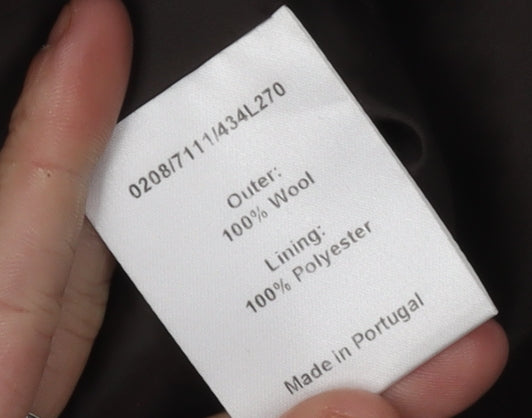 0208/7111/434L270
Outer:
100% Wool
Lining:
100% Polyester
Made in Portugal